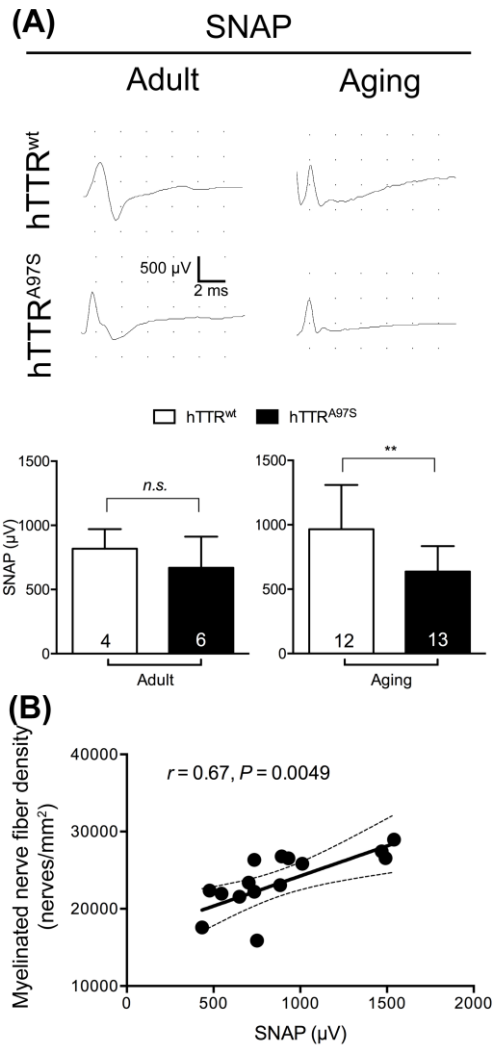 (A)
SNAP
Adult Aging
hTTRwt
hTTRA97S
500 µV
2 ms
hTTRwt hTTRA97S
1500 1500
n.s. **
1000 1000
SNAP (µV)
500 500
4 6 12 13
0 0
Adult Aging
(B)
40000
r = 0.67, P = 0.0049
Myelinated nerve fiber density
(nerves/mm²)
30000
20000
10000
0 500 1000 1500 2000
SNAP (µV)